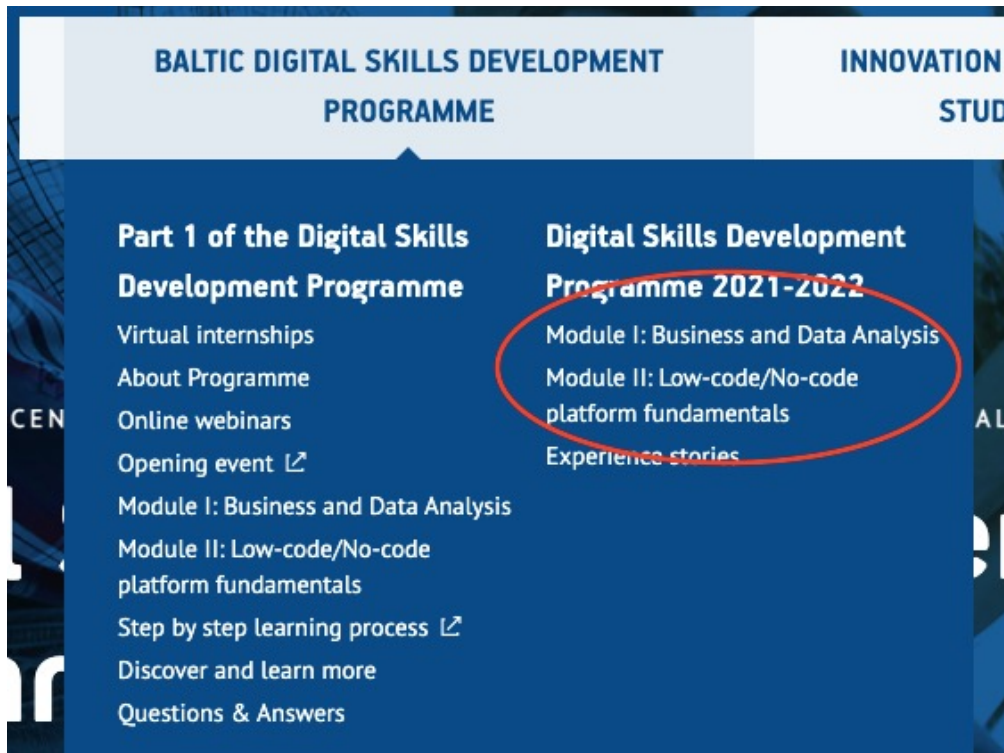 BALTIC DIGITAL SKILLS DEVELOPMENT
PROGRAMME
INNOVATION
STUD
Part 1 of the Digital Skills
Development Programme
Virtual internships
About Programme
Online webinars
Opening event
Module I: Business and Data Analysis
Module II: Low-code/No-code
platform fundamentals
Step by step learning process
Discover and learn more
Questions & Answers
Digital Skills Development
Programme 2021-2022
Module I: Business and Data Analysis
Module II: Low-code/No-code
platform fundamentals
Experience stories
CEN
AL